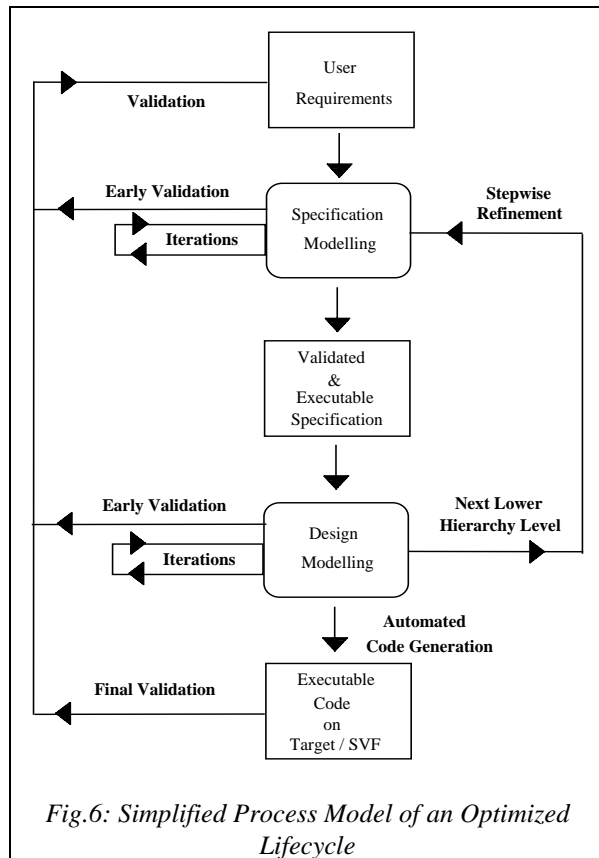 User
Requirements
Validation
Early Validation
Specification
Modelling
Stepwise
Refinement
Iterations
Validated
&
Executable
Specification
Early Validation
Design
Modelling
Next Lower
Hierarchy Level
Iterations
Automated
Code Generation
Final Validation
Executable
Code
on
Target / SVF
Fig.6: Simplified Process Model of an Optimized
Lifecycle